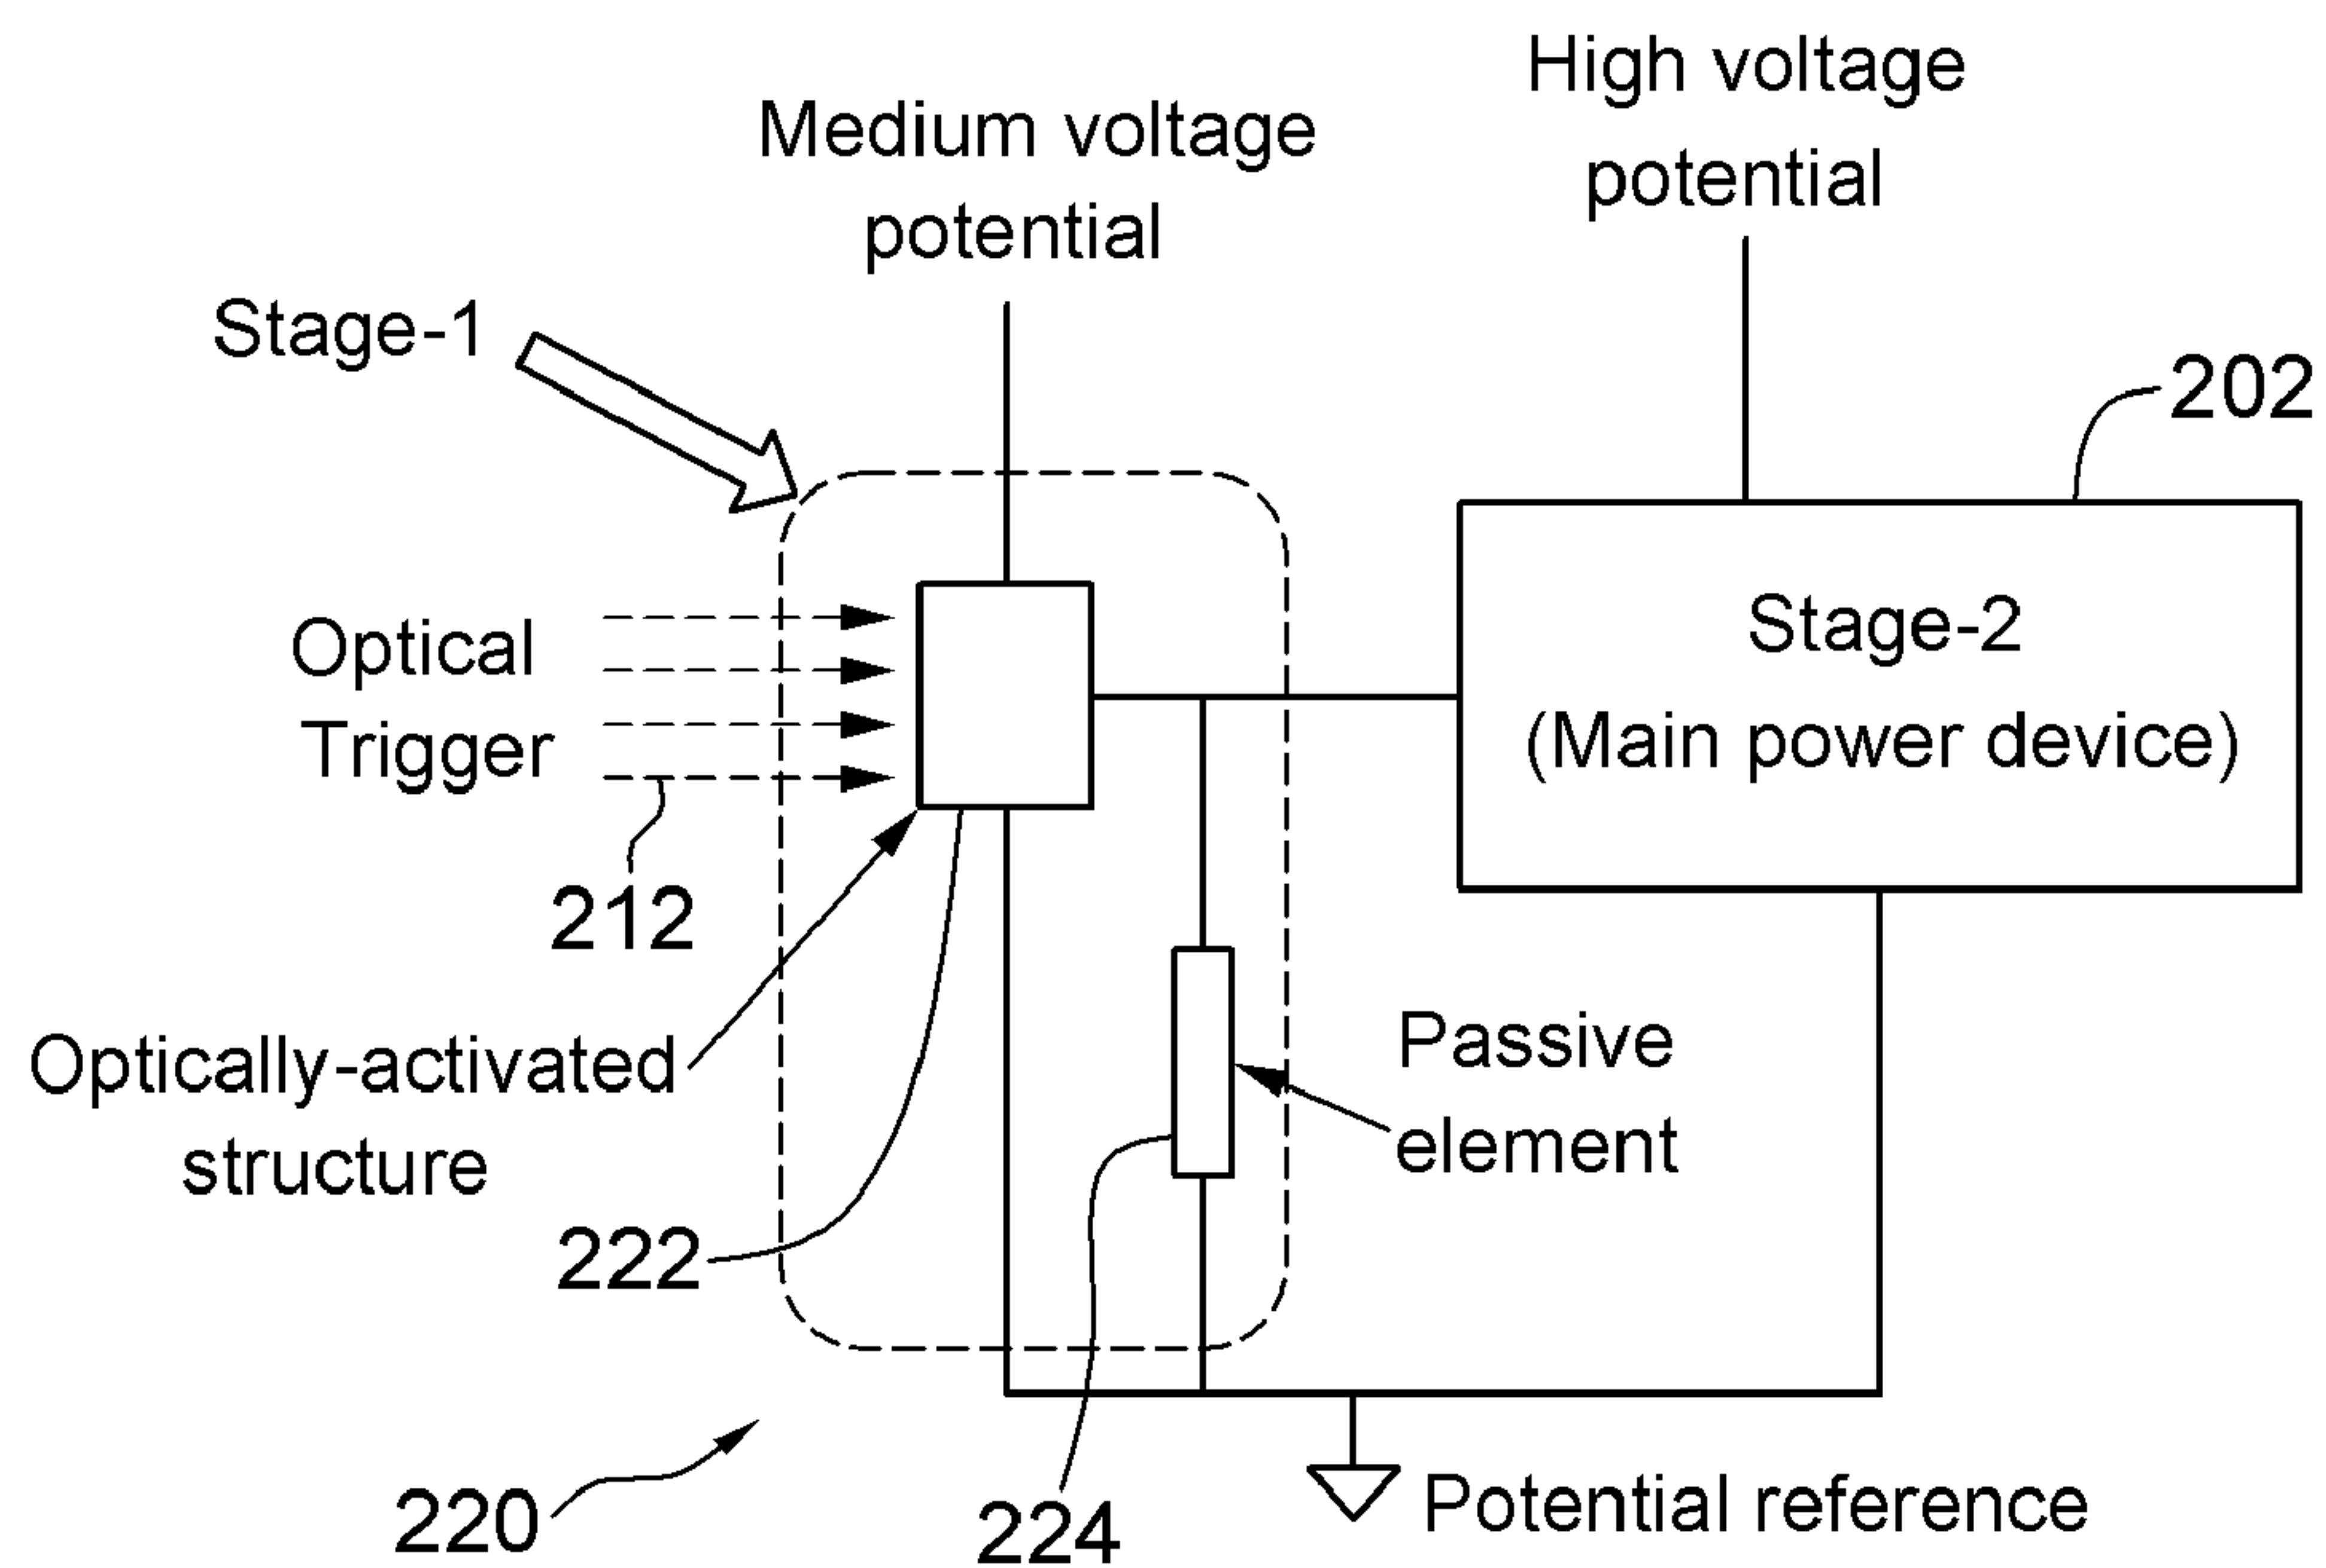 High voltage
potential
Medium voltage
potential
Stage-1
202
Optical
Trigger
Stage-2
(Main power device)
212
Optically-activated
structure
Passive
element
222
220
224
Potential reference